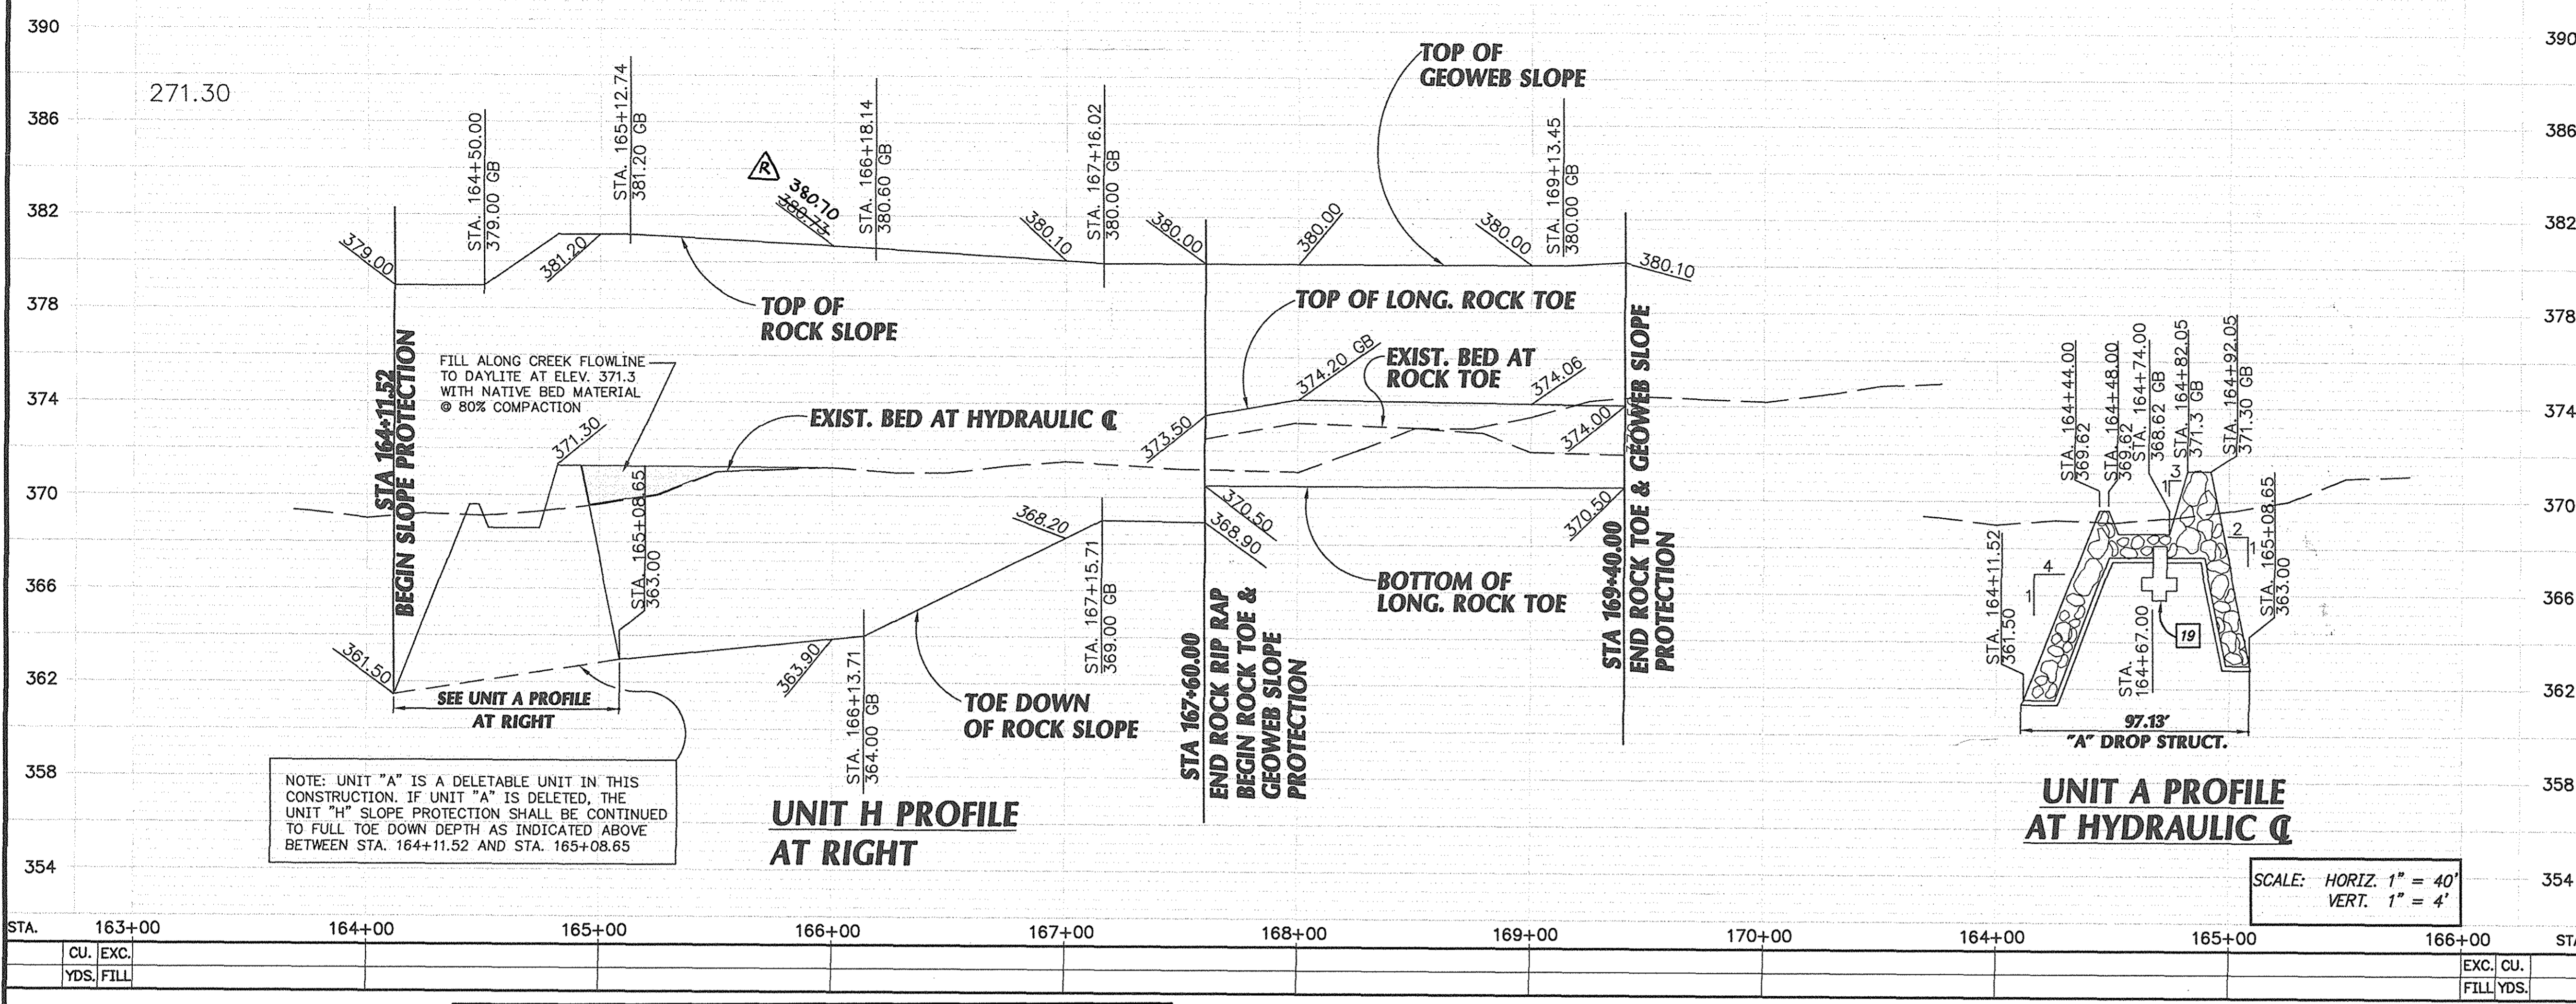 390
386
382
378
374
370
366
362
358
354
271.30
STA. 164+50.00
379.00 GB
STA. 165+12.74
381.20 GB
R
380.70
380.73
STA. 166+18.14
380.60 GB
STA. 167+16.02
380.00 GB
TOP OF
GEOWEB SLOPE
STA. 169+13.45
380.00 GB
379.00
381.20
380.10
380.00
380.00
380.00
380.10
TOP OF
ROCK SLOPE
TOP OF LONG. ROCK TOE
STA 164+11.52
BEGIN SLOPE PROTECTION
FILL ALONG CREEK FLOWLINE
TO DAYLITE AT ELEV. 371.3
WITH NATIVE BED MATERIAL
@ 80% COMPACTION
EXIST. BED AT HYDRAULIC ℄
371.30
373.50
374.20 GB
EXIST. BED AT
ROCK TOE
374.06
374.00
STA. 165+08.65
363.00
368.20
STA. 167+15.71
369.00 GB
370.50
368.90
370.50
BOTTOM OF
LONG. ROCK TOE
361.50
SEE UNIT A PROFILE
AT RIGHT
363.90
STA. 166+13.71
364.00 GB
TOE DOWN
OF ROCK SLOPE
STA 167+60.00
END ROCK RIP RAP
BEGIN ROCK TOE &
GEOWEB SLOPE
PROTECTION
STA 169+40.00
END ROCK TOE & GEOWEB SLOPE
PROTECTION
NOTE: UNIT "A" IS A DELETABLE UNIT IN THIS
CONSTRUCTION. IF UNIT "A" IS DELETED, THE
UNIT "H" SLOPE PROTECTION SHALL BE CONTINUED
TO FULL TOE DOWN DEPTH AS INDICATED ABOVE
BETWEEN STA. 164+11.52 AND STA. 165+08.65
UNIT H PROFILE
AT RIGHT
STA. 164+44.00
369.62
STA. 164+48.00
369.62
STA. 164+74.00
368.62 GB
STA. 164+82.05
371.3 GB
STA. 164+92.05
371.30 GB
1
3
2
1
4
1
STA. 164+11.52
361.50
STA. 165+08.65
363.00
STA.
164+67.00
19
97.13'
"A" DROP STRUCT.
UNIT A PROFILE
AT HYDRAULIC ℄
390
386
382
378
374
370
366
362
358
354
SCALE: HORIZ. 1" = 40'
VERT. 1" = 4'
STA. 163+00 164+00 165+00 166+00 167+00 168+00 169+00 170+00 164+00 165+00 166+00 STA
CU. EXC. EXC. CU.
YDS. FILL FILL YDS.